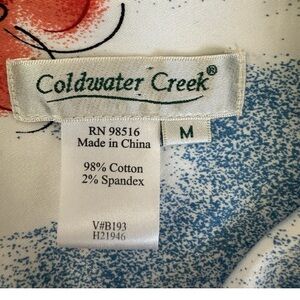 Coldwater Creek®
M
RN 98516
Made in China
98% Cotton
2% Spandex
V#B193
H21946